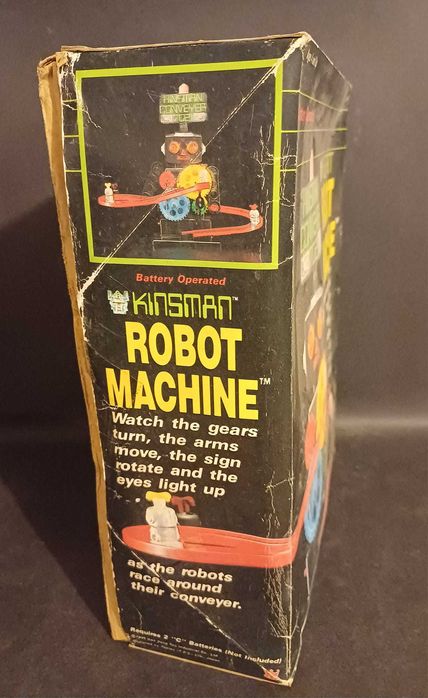 KINSMAN
CONVEYER
Battery Operated
KINSMAN™
ROBOT
MACHINE™
Watch the gears
turn, the arms
move, the sign
rotate and the
eyes light up
as the robots
race around
their conveyer.
Requires 2 "C" Batteries (Not Included)